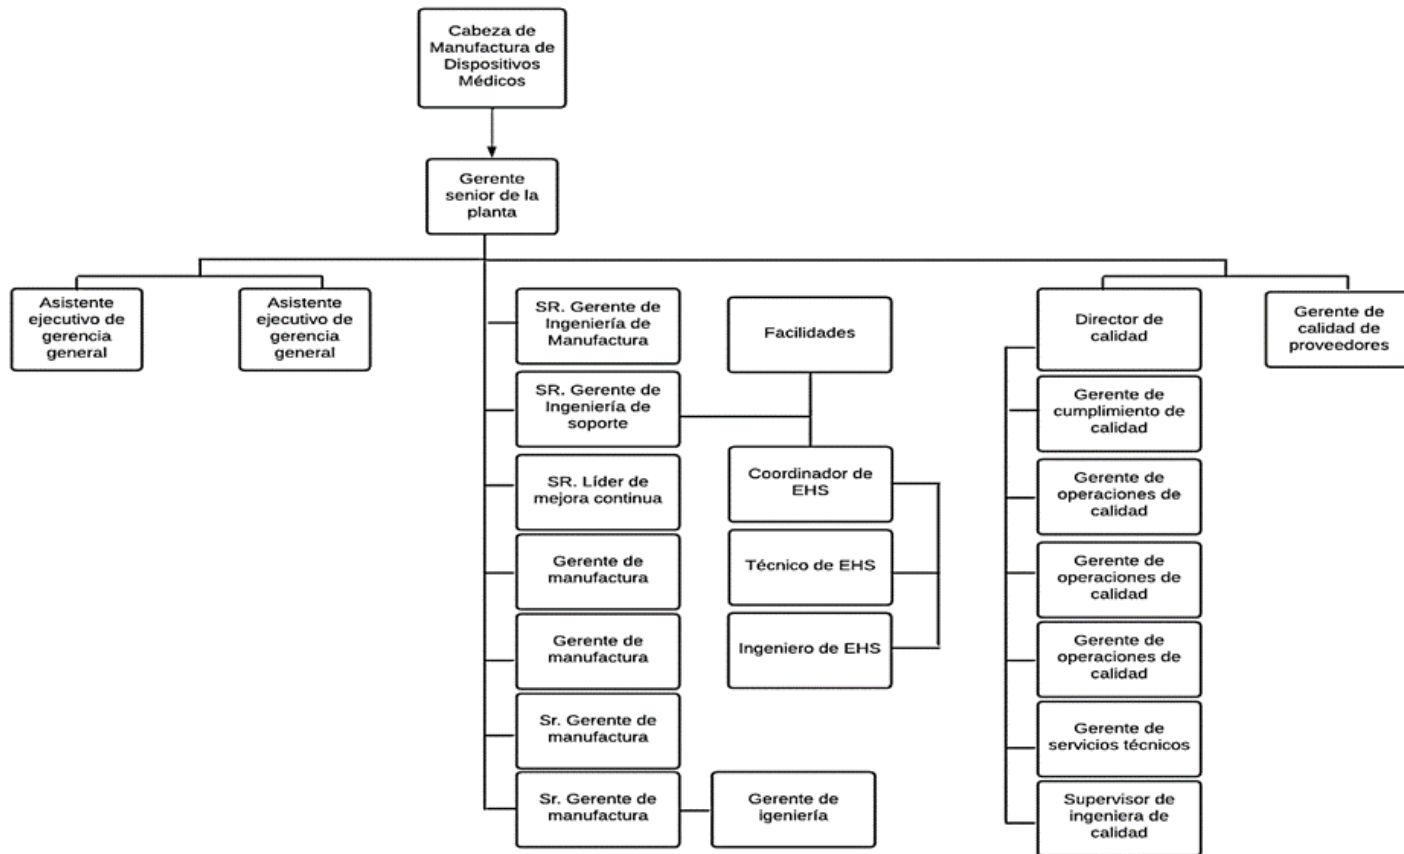 Cabeza de
Manufactura de
Dispositivos
Médicos
Gerente
senior de la
planta
Asistente
ejecutivo de
gerencia
general
Asistente
ejecutivo de
gerencia
general
SR. Gerente de
Ingeniería de
Manufactura
SR. Gerente de
Ingeniería de
soporte
SR. Líder de
mejora continua
Gerente de
manufactura
Gerente de
manufactura
Sr. Gerente de
manufactura
Sr. Gerente de
manufactura
Gerente de
igeniería
Facilidades
Coordinador de
EHS
Técnico de EHS
Ingeniero de EHS
Director de
calidad
Gerente de
cumplimiento de
calidad
Gerente de
operaciones de
calidad
Gerente de
operaciones de
calidad
Gerente de
operaciones de
calidad
Gerente de
servicios técnicos
Supervisor de
ingeniera de
calidad
Gerente de
calidad de
proveedores